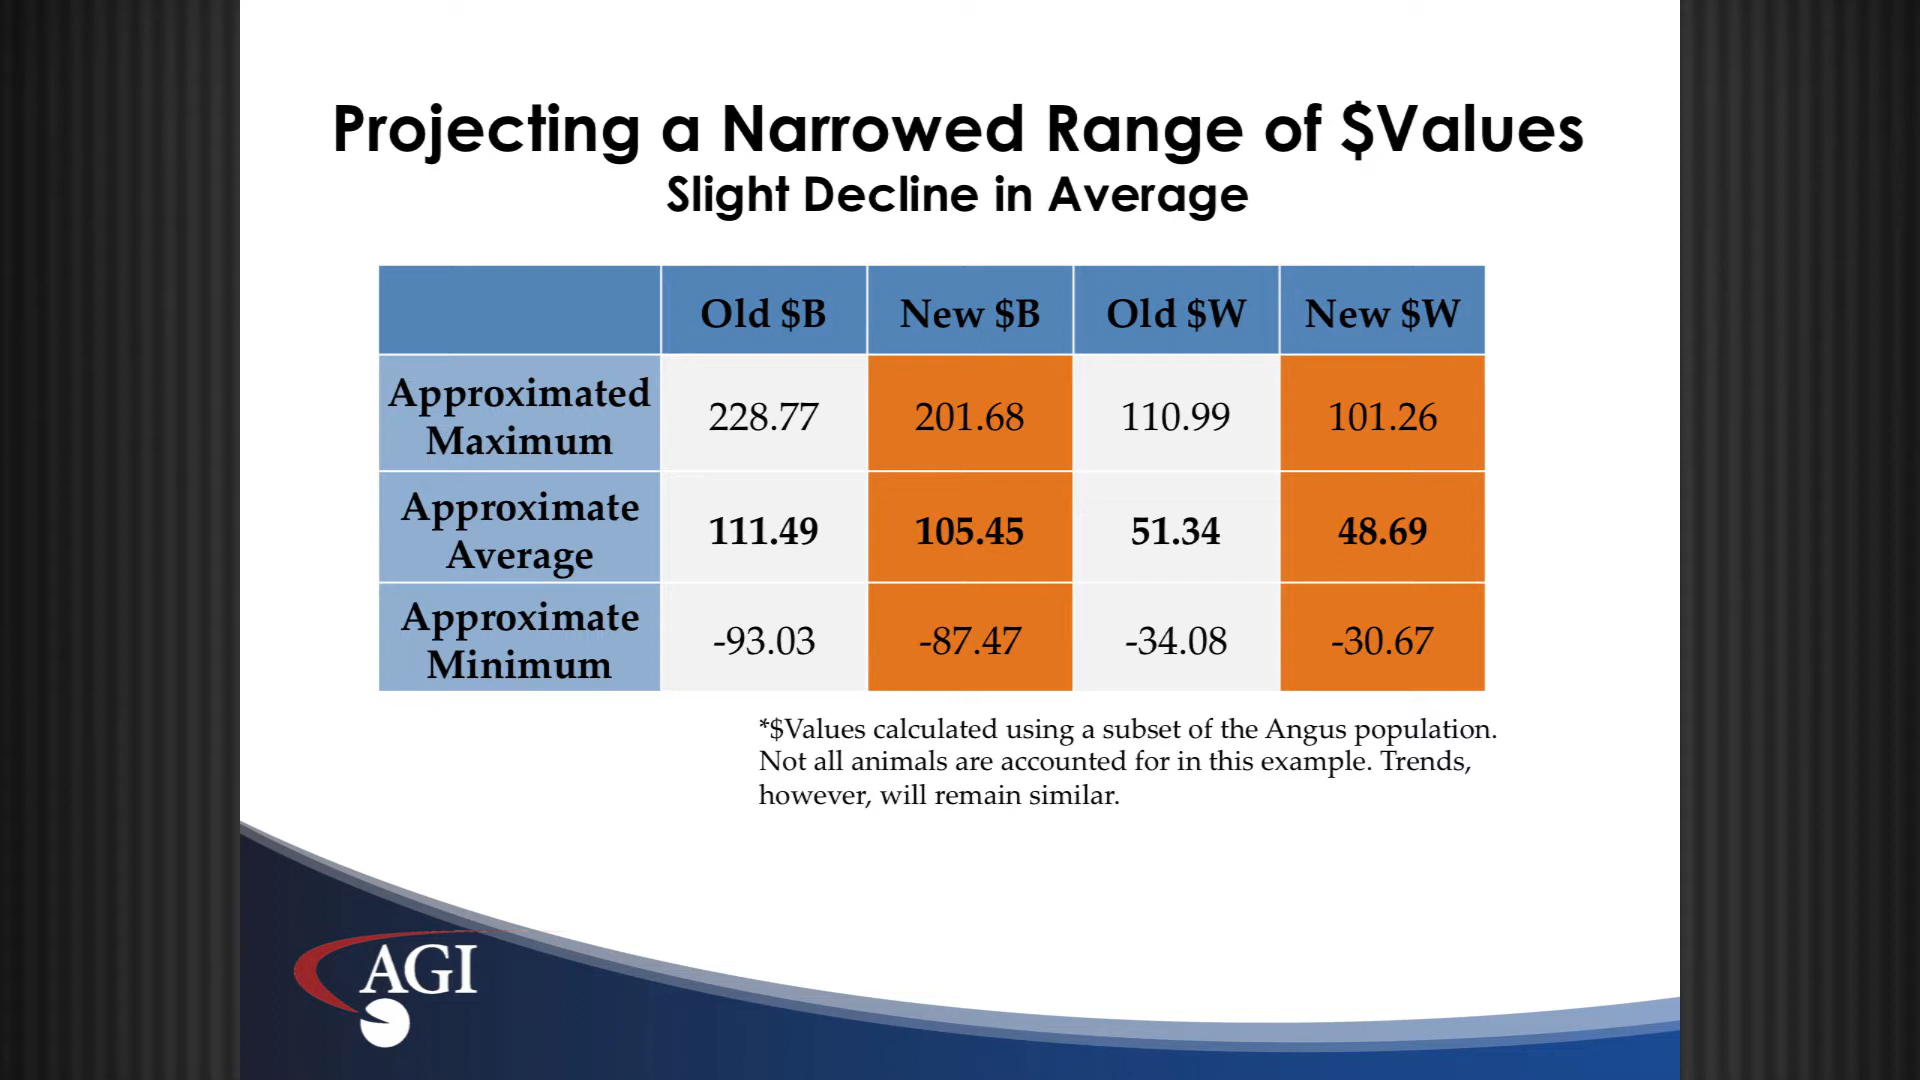 Projecting a Narrowed Range of $Values
Slight Decline in Average
Old $B New $B Old $W New $W
Approximated
Maximum
228.77 201.68 110.99 101.26
Approximate
Average
111.49 105.45 51.34 48.69
Approximate
Minimum
-93.03 -87.47 -34.08 -30.67
*$Values calculated using a subset of the Angus population.
Not all animals are accounted for in this example. Trends,
however, will remain similar.
AGI